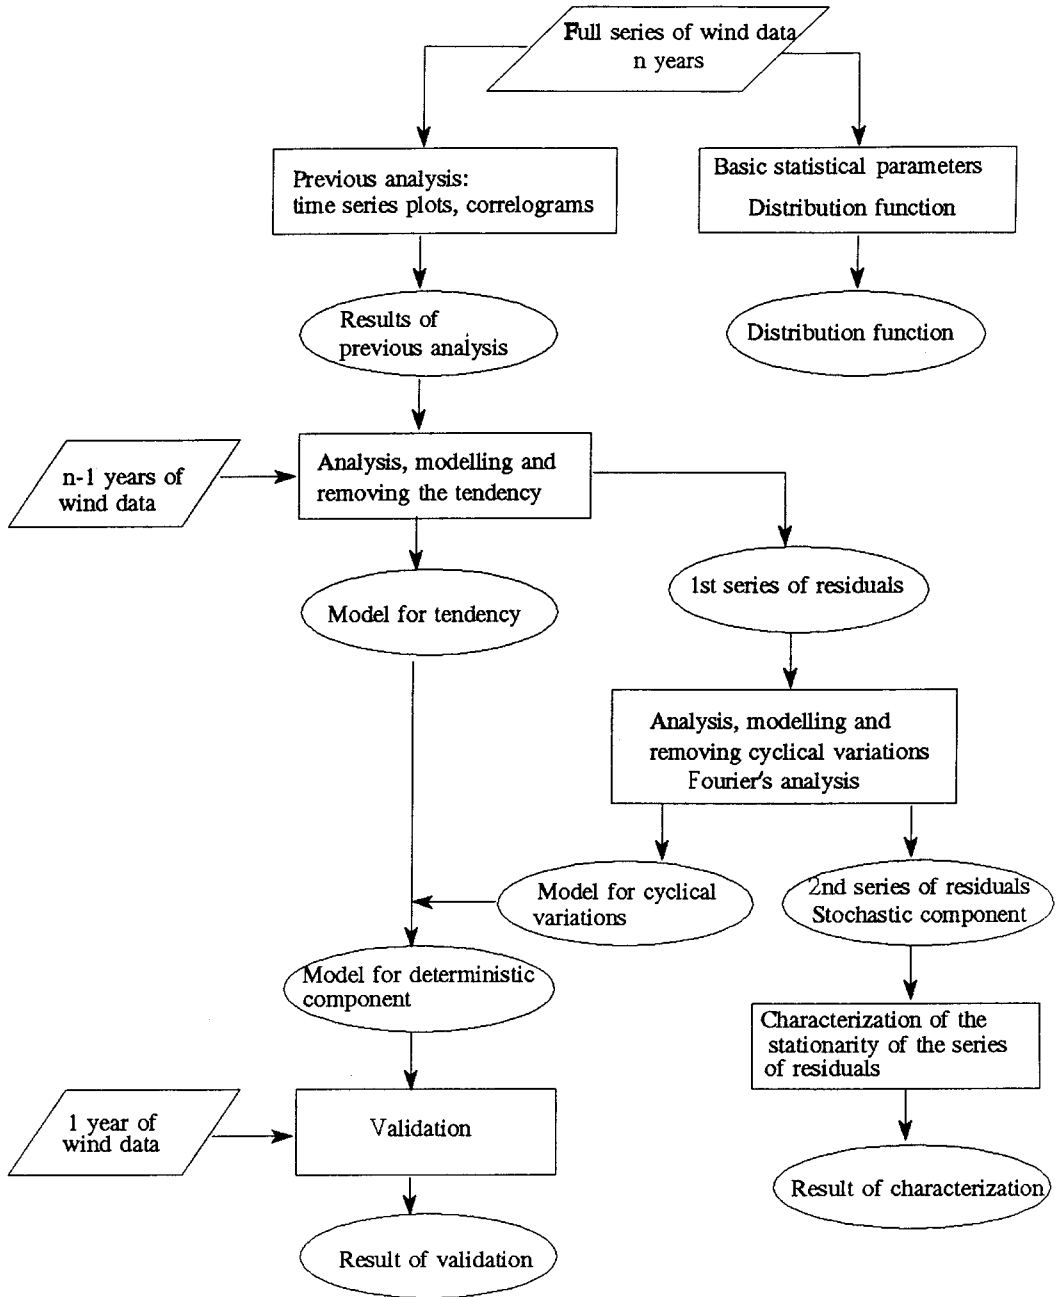 Full series of wind data
n years
Previous analysis:
time series plots, correlograms
Basic statistical parameters
Distribution function
Results of
previous analysis
Distribution function
n-1 years of
wind data
Analysis, modelling and
removing the tendency
1st series of residuals
Model for tendency
Analysis, modelling and
removing cyclical variations
Fourier's analysis
Model for cyclical
variations
2nd series of residuals
Stochastic component
Model for deterministic
component
Characterization of the
stationarity of the series
of residuals
1 year of
wind data
Validation
Result of characterization
Result of validation